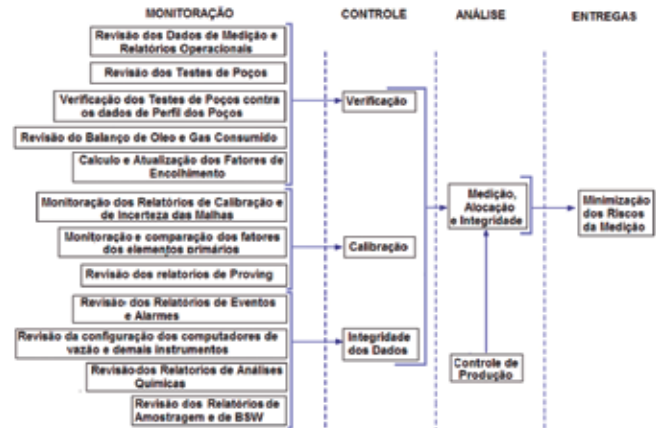 MONITORAÇÃO
CONTROLE
ANÁLISE
ENTREGAS
Revisão dos Dados de Medição e
Relatórios Operacionais
Revisão dos Testes de Poços
Verificação dos Testes de Poços contra
os dados de Perfil dos Poços
Revisão do Balanço de Oleo e Gas Consumido
Calculo e Atualização dos Fatores de
Encolhimento
Monitoração dos Relatórios de Calibração e
de Incerteza das Malhas
Monitoração e comparação dos fatores
dos elementos primários
Revisão dos relatorios de Proving
Revisão dos Relatórios de Eventos
e Alarmes
Revisão da configuração dos computadores de
vazão e demais instrumentos
Revisão dos Relatorios de Análises
Quimicas
Revisão dos Relatórios de
Amostragem e de BSW
Verificação
Calibração
Integridade
dos Dados
Medição,
Alocação
e Integridade
Controle de
Produção
Minimização
dos Riscos
da Medição